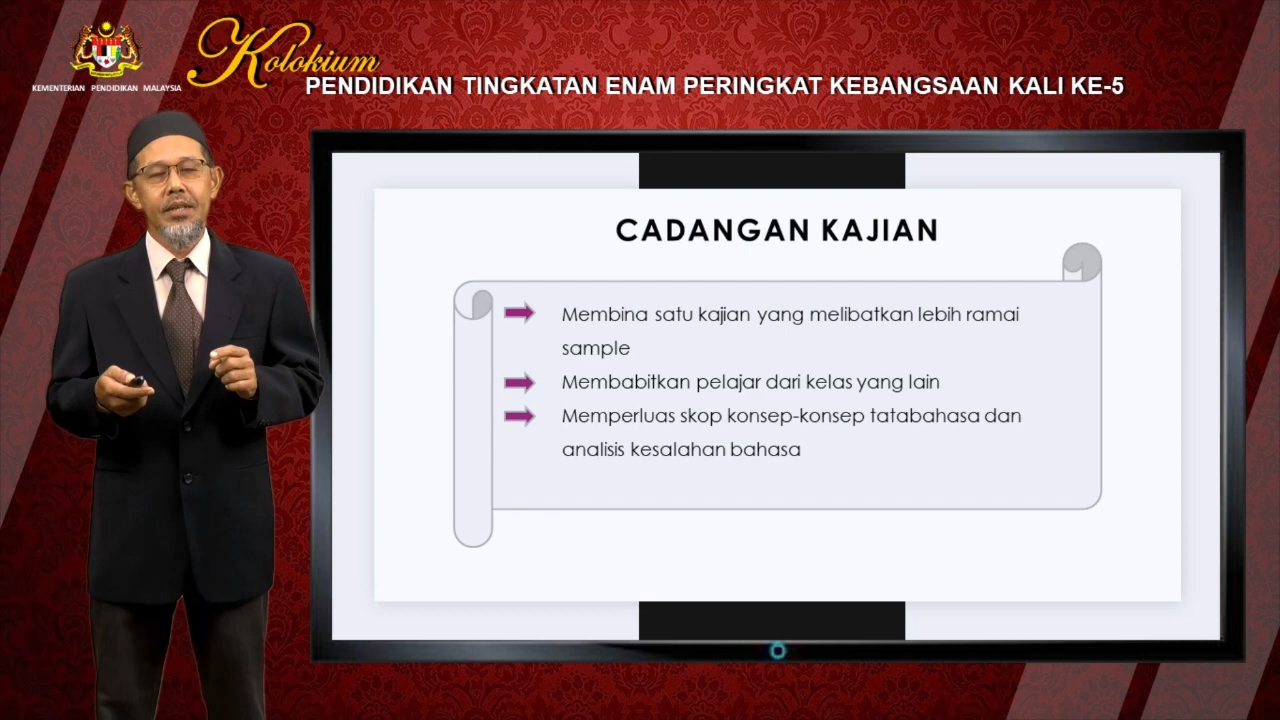 Kolokium
KEMENTERIAN PENDIDIKAN MALAYSIA
PENDIDIKAN TINGKATAN ENAM PERINGKAT KEBANGSAAN KALI KE-5
CADANGAN KAJIAN
Membina satu kajian yang melibatkan lebih ramai
sample
Membabitkan pelajar dari kelas yang lain
Memperluas skop konsep-konsep tatabahasa dan
analisis kesalahan bahasa